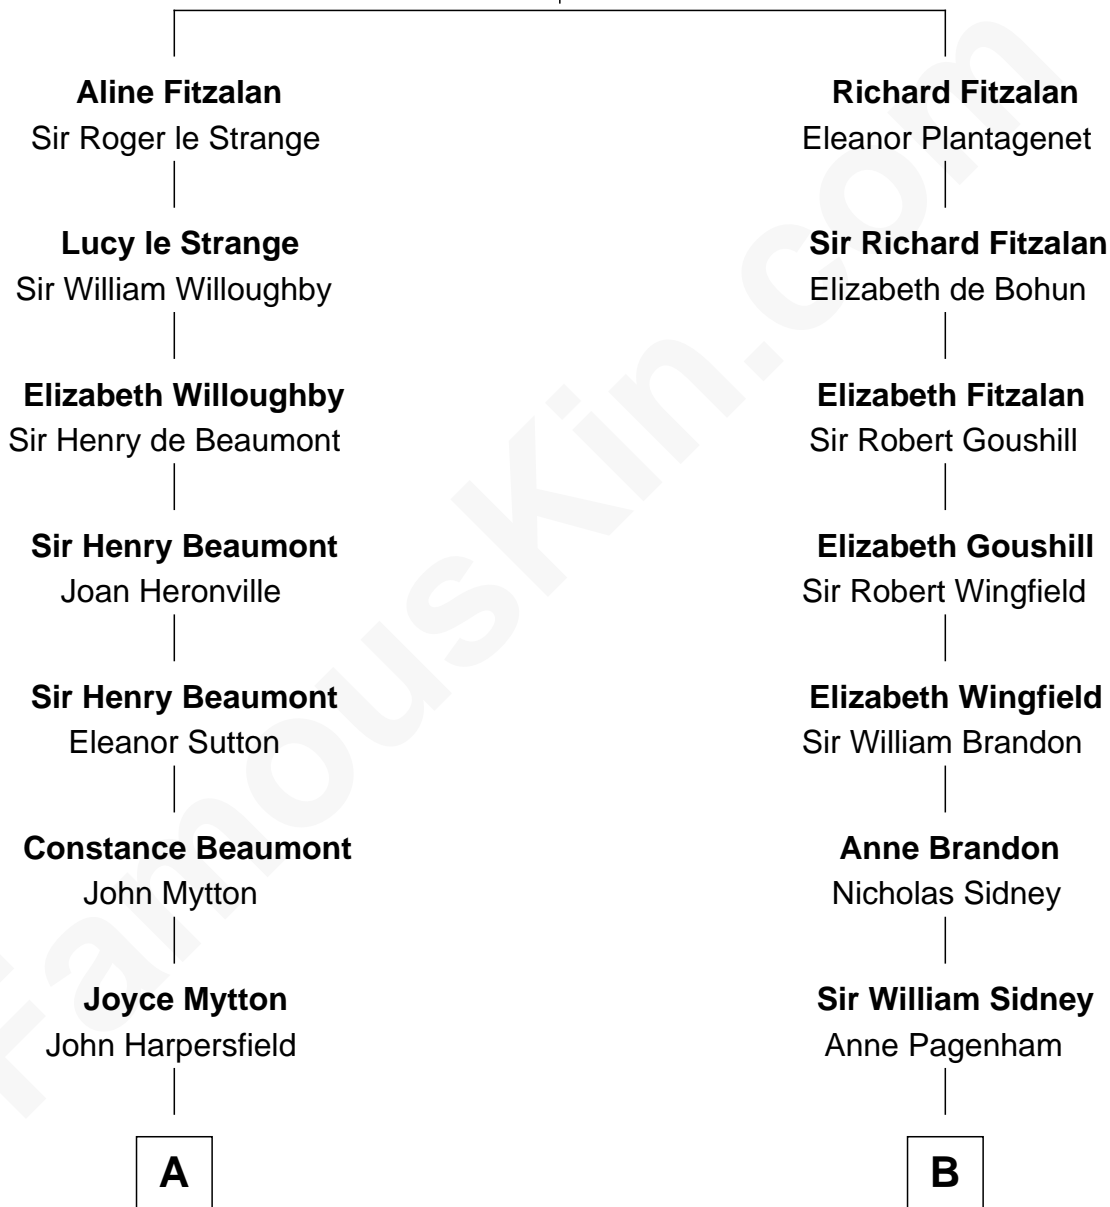 Aline Fitzalan
Sir Roger le Strange
Lucy le Strange
Sir William Willoughby
Elizabeth Willoughby
Sir Henry de Beaumont
Sir Henry Beaumont
Joan Heronville
Sir Henry Beaumont
Eleanor Sutton
Constance Beaumont
John Mytton
Joyce Mytton
John Harpersfield
A
Richard Fitzalan
Eleanor Plantagenet
Sir Richard Fitzalan
Elizabeth de Bohun
Elizabeth Fitzalan
Sir Robert Goushill
Elizabeth Goushill
Sir Robert Wingfield
Elizabeth Wingfield
Sir William Brandon
Anne Brandon
Nicholas Sidney
Sir William Sidney
Anne Pagenham
B
FamousKin.com